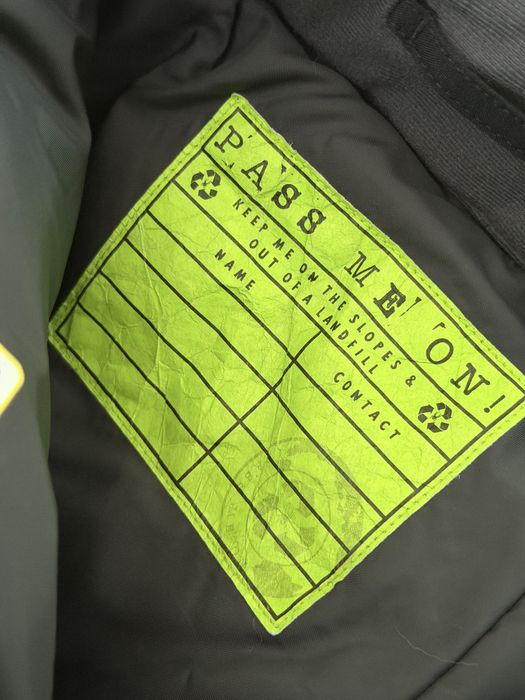 PASS ME ON!
KEEP ME ON THE SLOPES &
OUT OF A LANDFILL
NAME
CONTACT